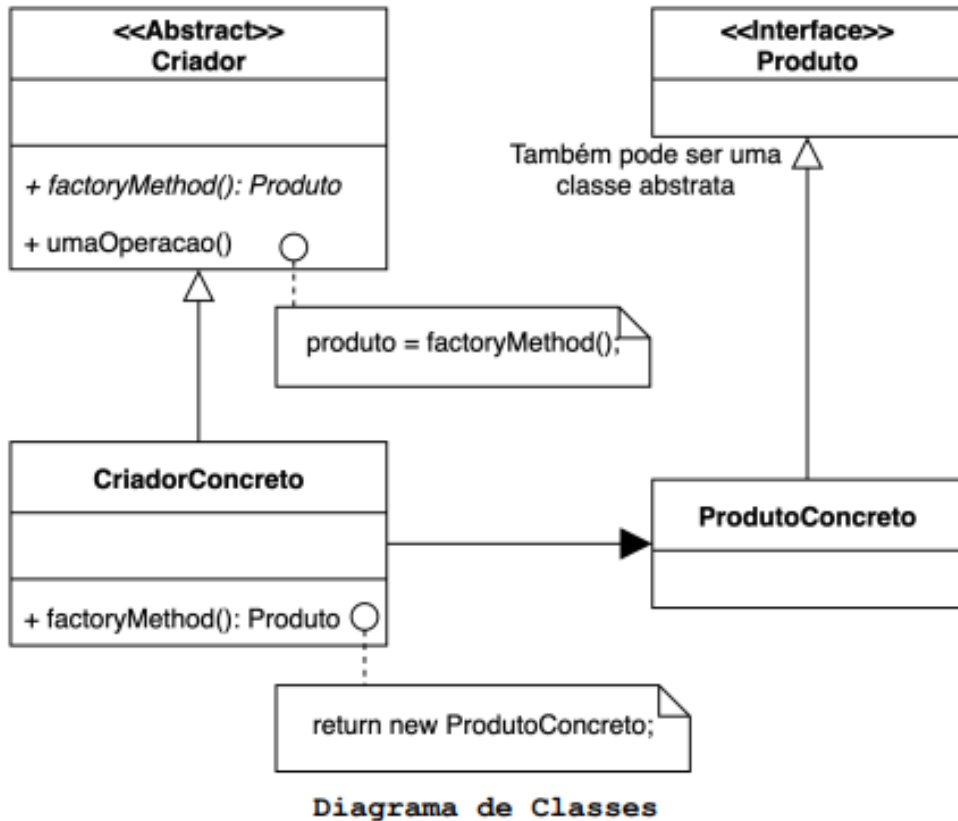 <<Abstract>>
Criador
+ factoryMethod(): Produto
+ umaOperacao()
produto = factoryMethod();
<<Interface>>
Produto
Também pode ser uma
classe abstrata
CriadorConcreto
+ factoryMethod(): Produto
return new ProdutoConcreto;
ProdutoConcreto
Diagrama de Classes